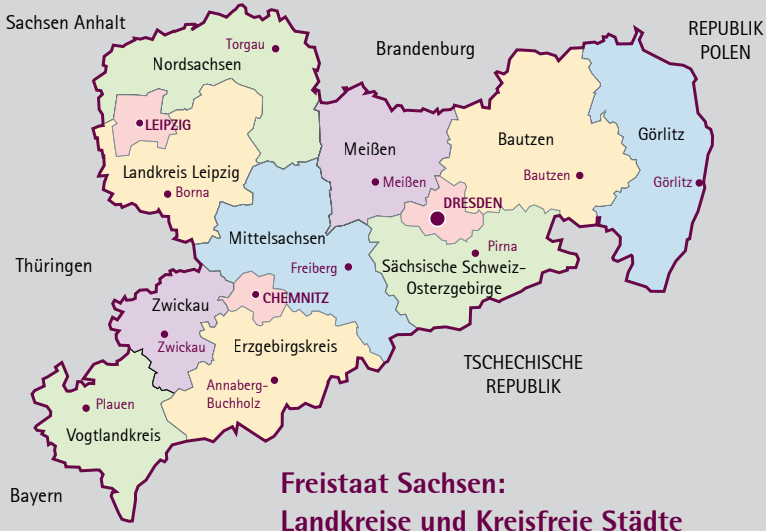 Sachsen Anhalt
Torgau
Nordsachsen
Brandenburg
REPUBLIK
POLEN
LEIPZIG
Landkreis Leipzig
Borna
Meißen
Meißen
Bautzen
Bautzen
Görlitz
Görlitz
DRESDEN
Mittelsachsen
Freiberg
Pirna
Sächsische Schweiz-
Osterzgebirge
Thüringen
CHEMNITZ
Zwickau
Zwickau
Erzgebirgskreis
Annaberg-
Buchholz
TSCHECHISCHE
REPUBLIK
Plauen
Vogtlandkreis
Bayern
Freistaat Sachsen:
Landkreise und Kreisfreie Städte